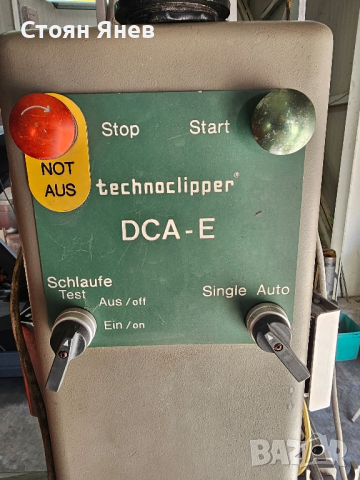 Стоян Янев
Stop Start
NOT
AUS
technoclipper®
DCA-E
Schlaufe
Test
Aus/off
Single Auto
Ein/on
BAZAR